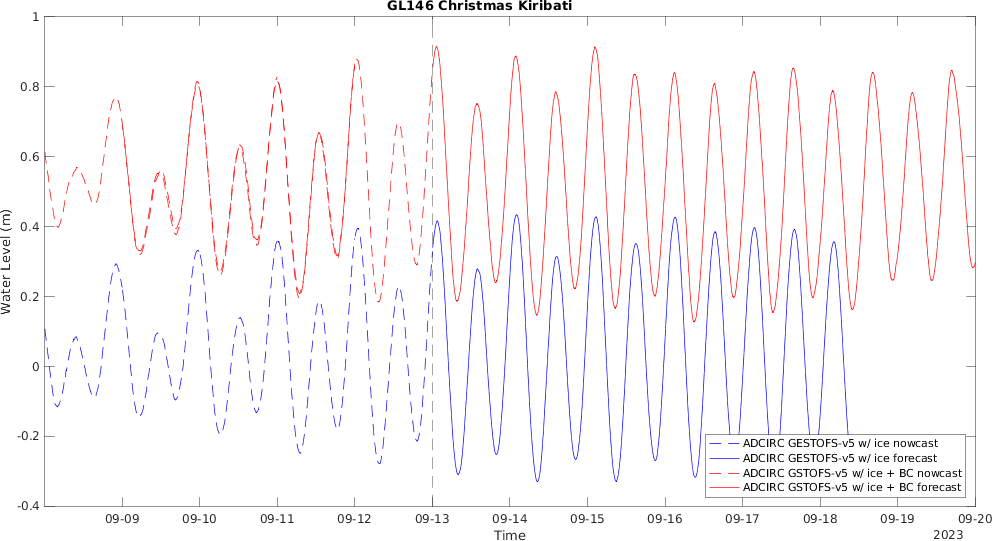 GL146 Christmas Kiribati
Water Level (m)
1
0.8
0.6
0.4
0.2
0
-0.2
-0.4
ADCIRC GESTOFS-v5 w/ ice nowcast
ADCIRC GESTOFS-v5 w/ ice forecast
ADCIRC GSTOFS-v5 w/ ice + BC nowcast
ADCIRC GSTOFS-v5 w/ ice + BC forecast
09-09 09-10 09-11 09-12 09-13 09-14 09-15 09-16 09-17 09-18 09-19 09-20
Time
2023